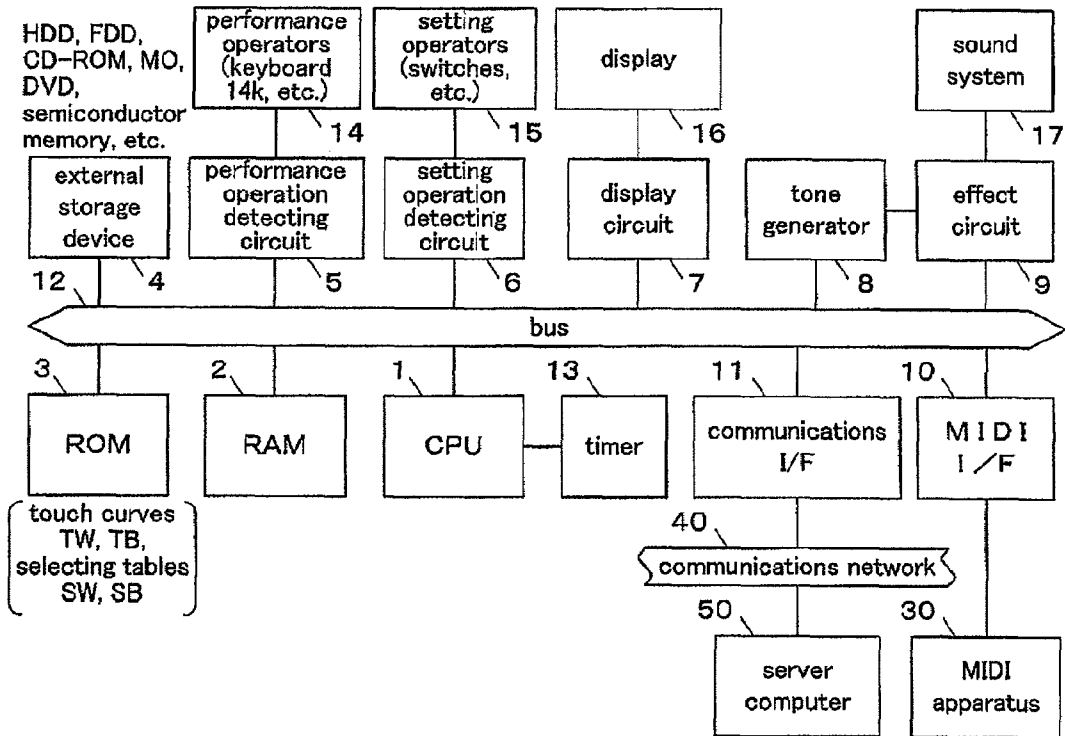 HDD, FDD,
CD-ROM, MO,
DVD,
semiconductor
memory, etc.
performance
operators
(keyboard
14k, etc.)
14
setting
operators
(switches,
etc.)
15
display
16
sound
system
17
external
storage
device
4
performance
operation
detecting
circuit
5
setting
operation
detecting
circuit
6
display
circuit
7
tone
generator
8
effect
circuit
9
12
bus
3
ROM
2
RAM
1
CPU
13
timer
11
communications
I/F
10
MIDI
I/F
touch curves
TW, TB,
selecting tables
SW, SB
40
communications network
50
server
computer
30
MIDI
apparatus